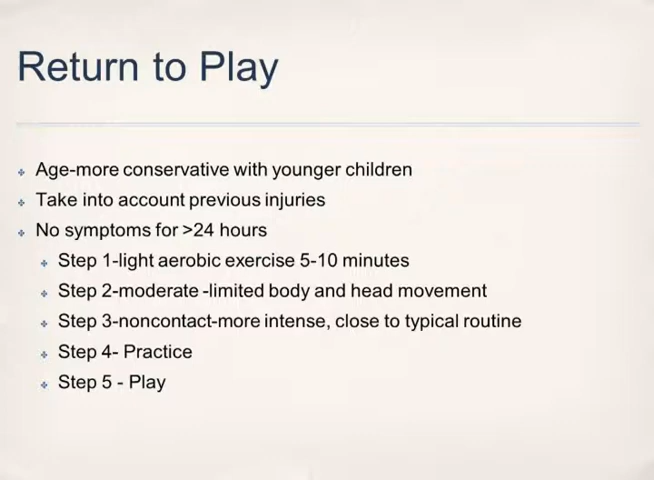 Return to Play
Age-more conservative with younger children
Take into account previous injuries
No symptoms for >24 hours
Step 1-light aerobic exercise 5-10 minutes
Step 2-moderate -limited body and head movement
Step 3-noncontact-more intense, close to typical routine
Step 4- Practice
Step 5 - Play